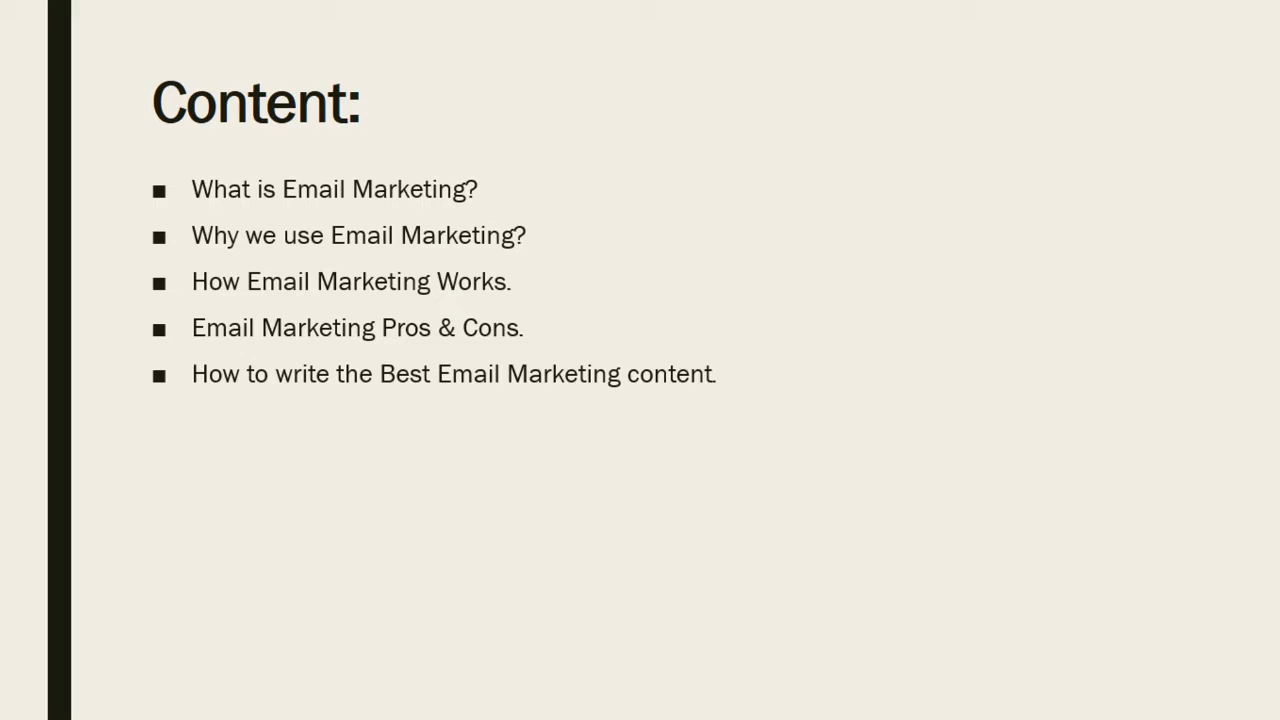 Content:
■ What is Email Marketing?
■ Why we use Email Marketing?
■ How Email Marketing Works.
■ Email Marketing Pros & Cons.
■ How to write the Best Email Marketing content.